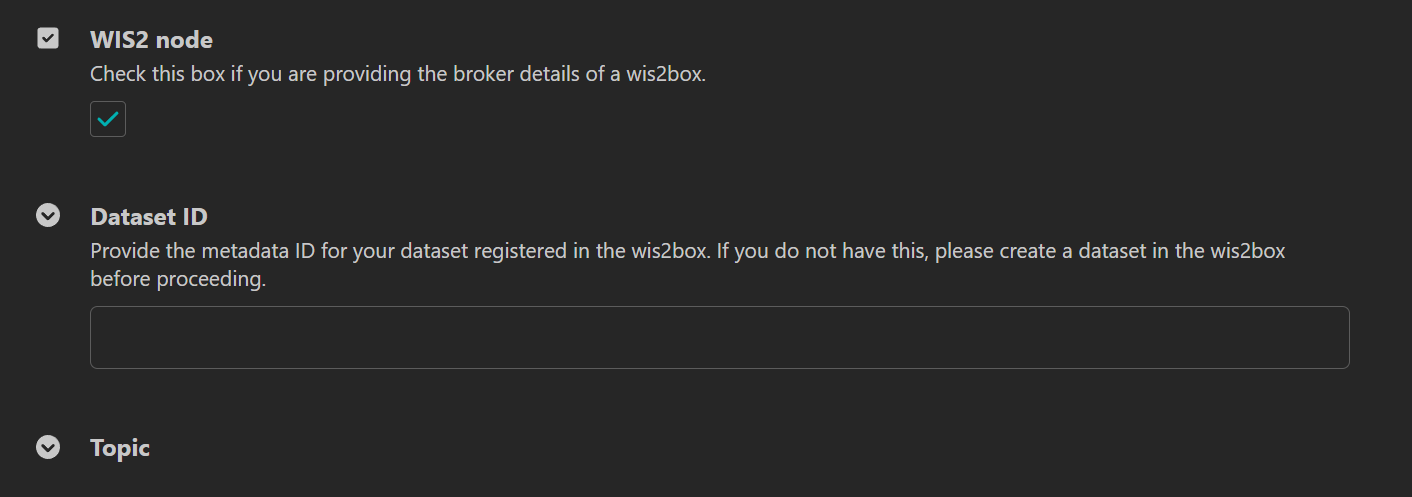 WIS2 node
Check this box if you are providing the broker details of a wis2box.
Dataset ID
Provide the metadata ID for your dataset registered in the wis2box. If you do not have this, please create a dataset in the wis2box
before proceeding.
Topic